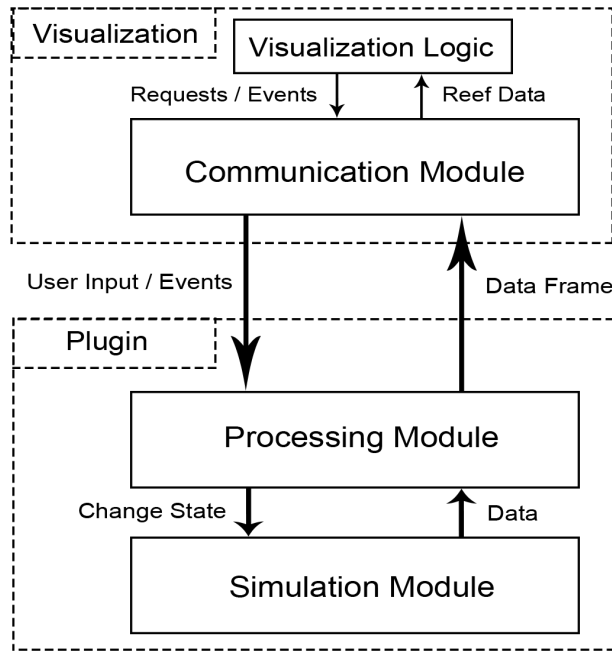 Visualization
Visualization Logic
Requests / Events
Reef Data
Communication Module
User Input / Events
Data Frame
Plugin
Processing Module
Change State
Data
Simulation Module